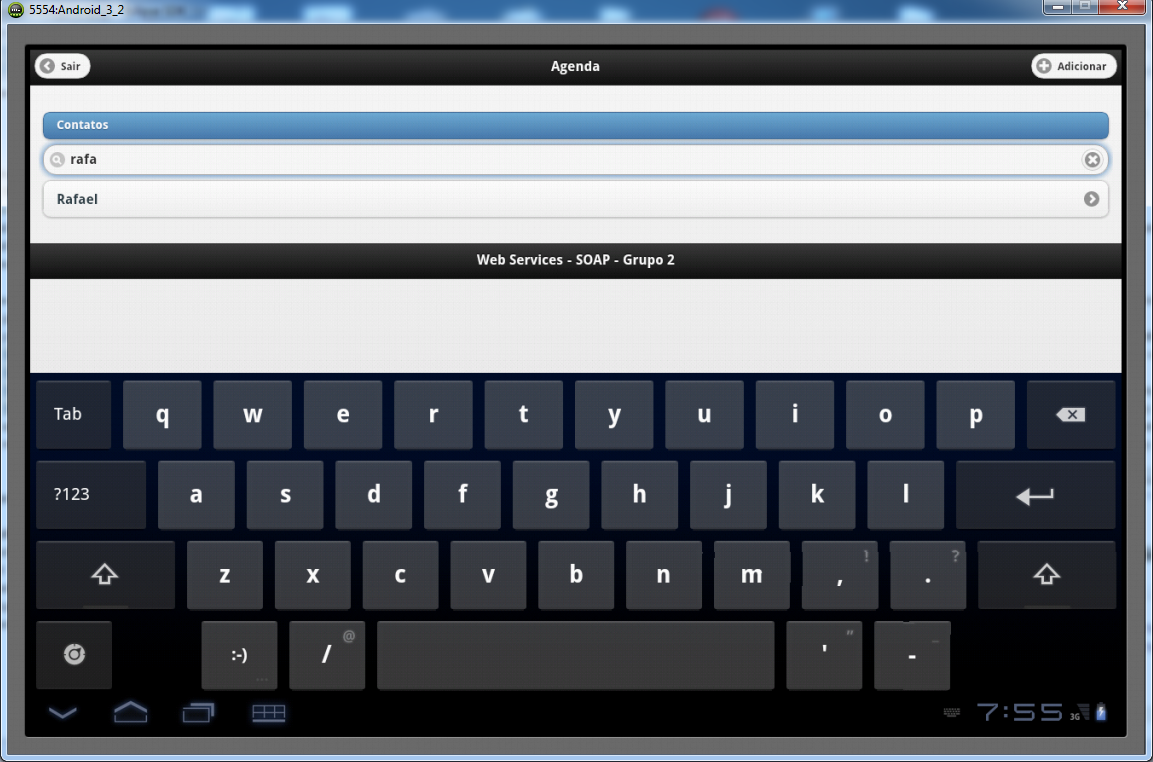 5554:Android_3_2
Sair Agenda Adicionar
Contatos
rafa
Rafael
Web Services - SOAP - Grupo 2
Tab q w e r t y u i o p
?123 a s d f g h j k l
z x c v b n m , ! . ?
:-) ... / @ ' " - _
7:55 3G